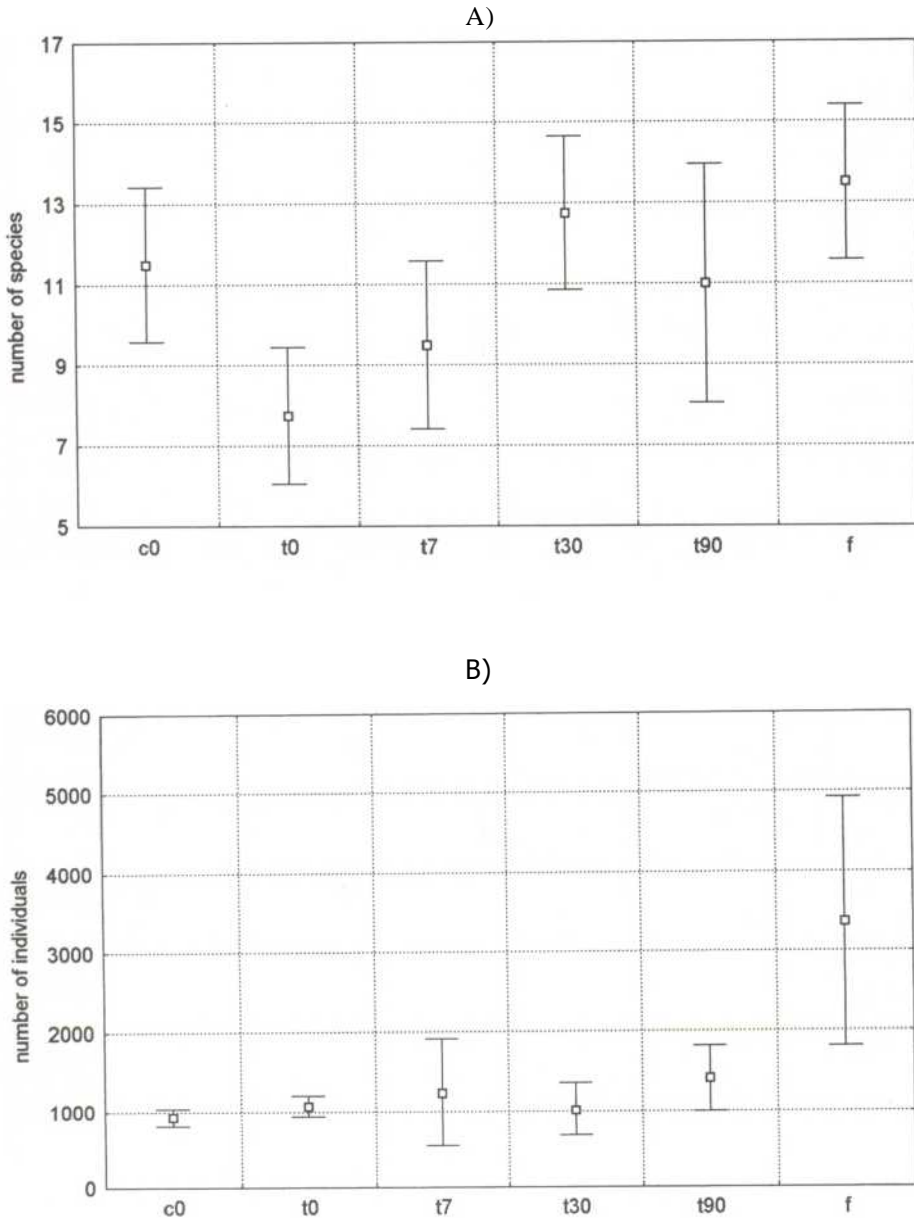 A)
17
15
13
11
9
7
5
number of species
c0 t0 t7 t30 t90 f
B)
6000
5000
4000
3000
2000
1000
0
number of individuals
c0 t0 t7 t30 t90 f